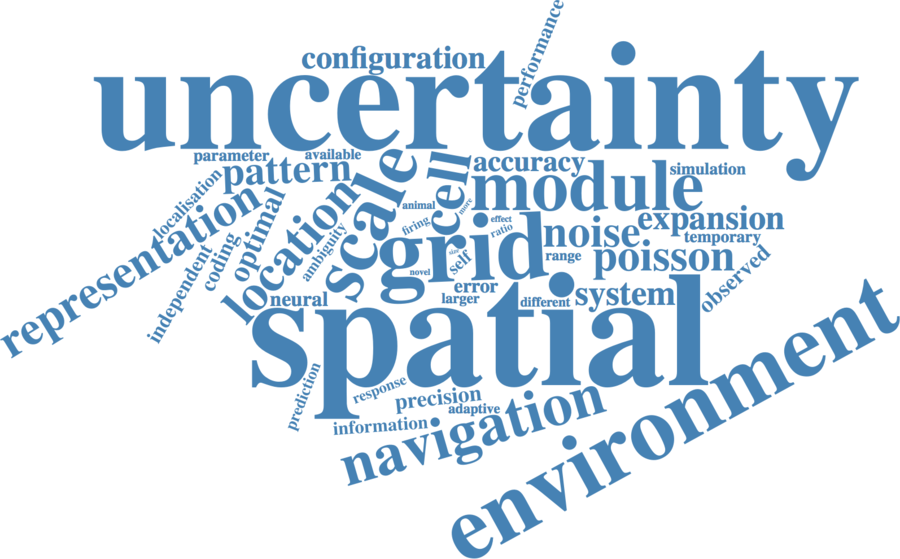 performance
configuration
uncertainty
parameter
available
pattern
scale
cell
accuracy
simulation
module
localisation
representation
optimal
location
animal
more
firing
effect
ratio
expansion
noise
temporary
grid
ambiguity
coding
independent
size
self
range
poisson
observed
novel
error
neural
larger
different
system
spatial
environment
prediction
response
precision
adaptive
information
navigation